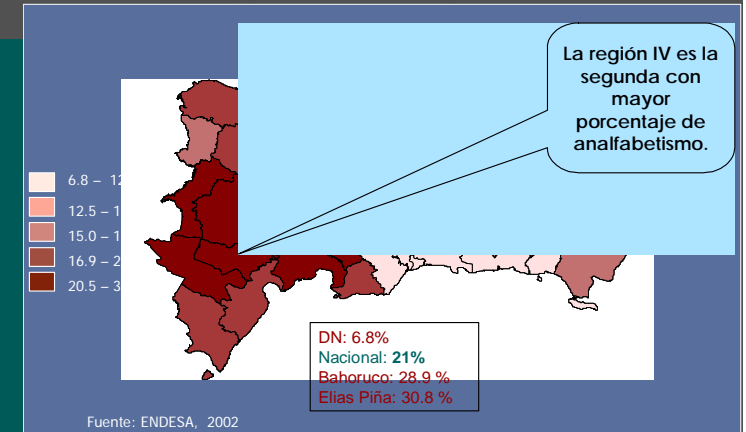 La región IV es la
segunda con
mayor
porcentaje de
analfabetismo.
6.8 – 12
12.5 – 1
15.0 – 1
16.9 – 2
20.5 – 3
DN: 6.8%
Nacional: 21%
Bahoruco: 28.9 %
Elias Piña: 30.8 %
Fuente: ENDESA, 2002